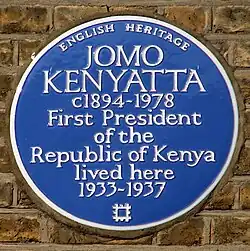 ENGLISH HERITAGE
JOMO
KENYATTA
c1894-1978
First President
of the
Republic of Kenya
lived here
1933-1937